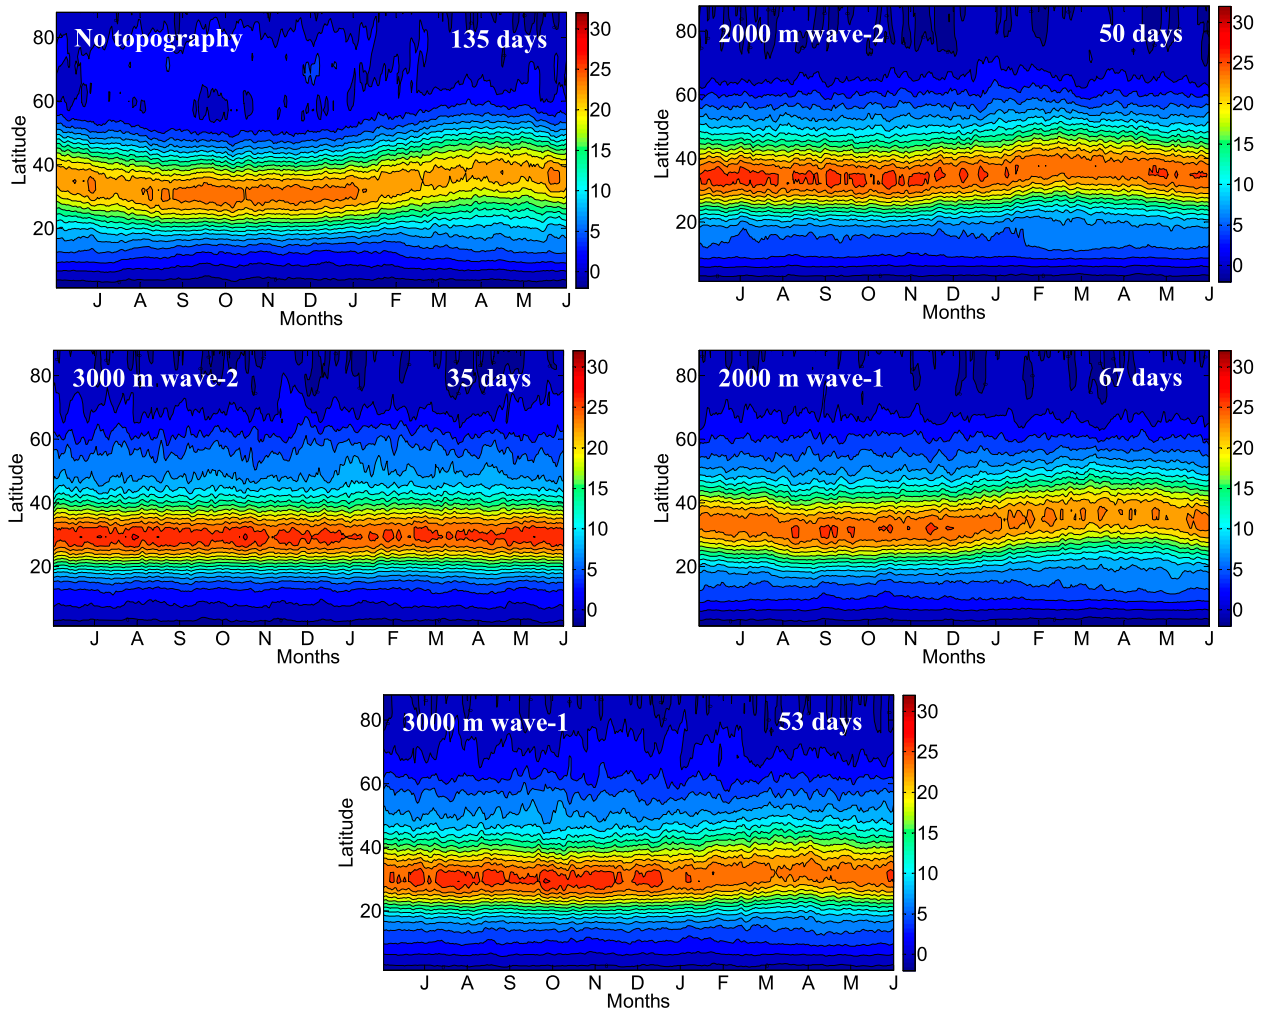 No topography 135 days
80
60
40
20
Latitude
J A S O N D J F M A M J
Months
30
25
20
15
10
5
0
2000 m wave-2 50 days
80
60
40
20
Latitude
J A S O N D J F M A M J
Months
30
25
20
15
10
5
0
3000 m wave-2 35 days
80
60
40
20
Latitude
J A S O N D J F M A M J
Months
30
25
20
15
10
5
0
2000 m wave-1 67 days
80
60
40
20
Latitude
J A S O N D J F M A M J
Months
30
25
20
15
10
5
0
3000 m wave-1 53 days
80
60
40
20
Latitude
J A S O N D J F M A M J
Months
30
25
20
15
10
5
0